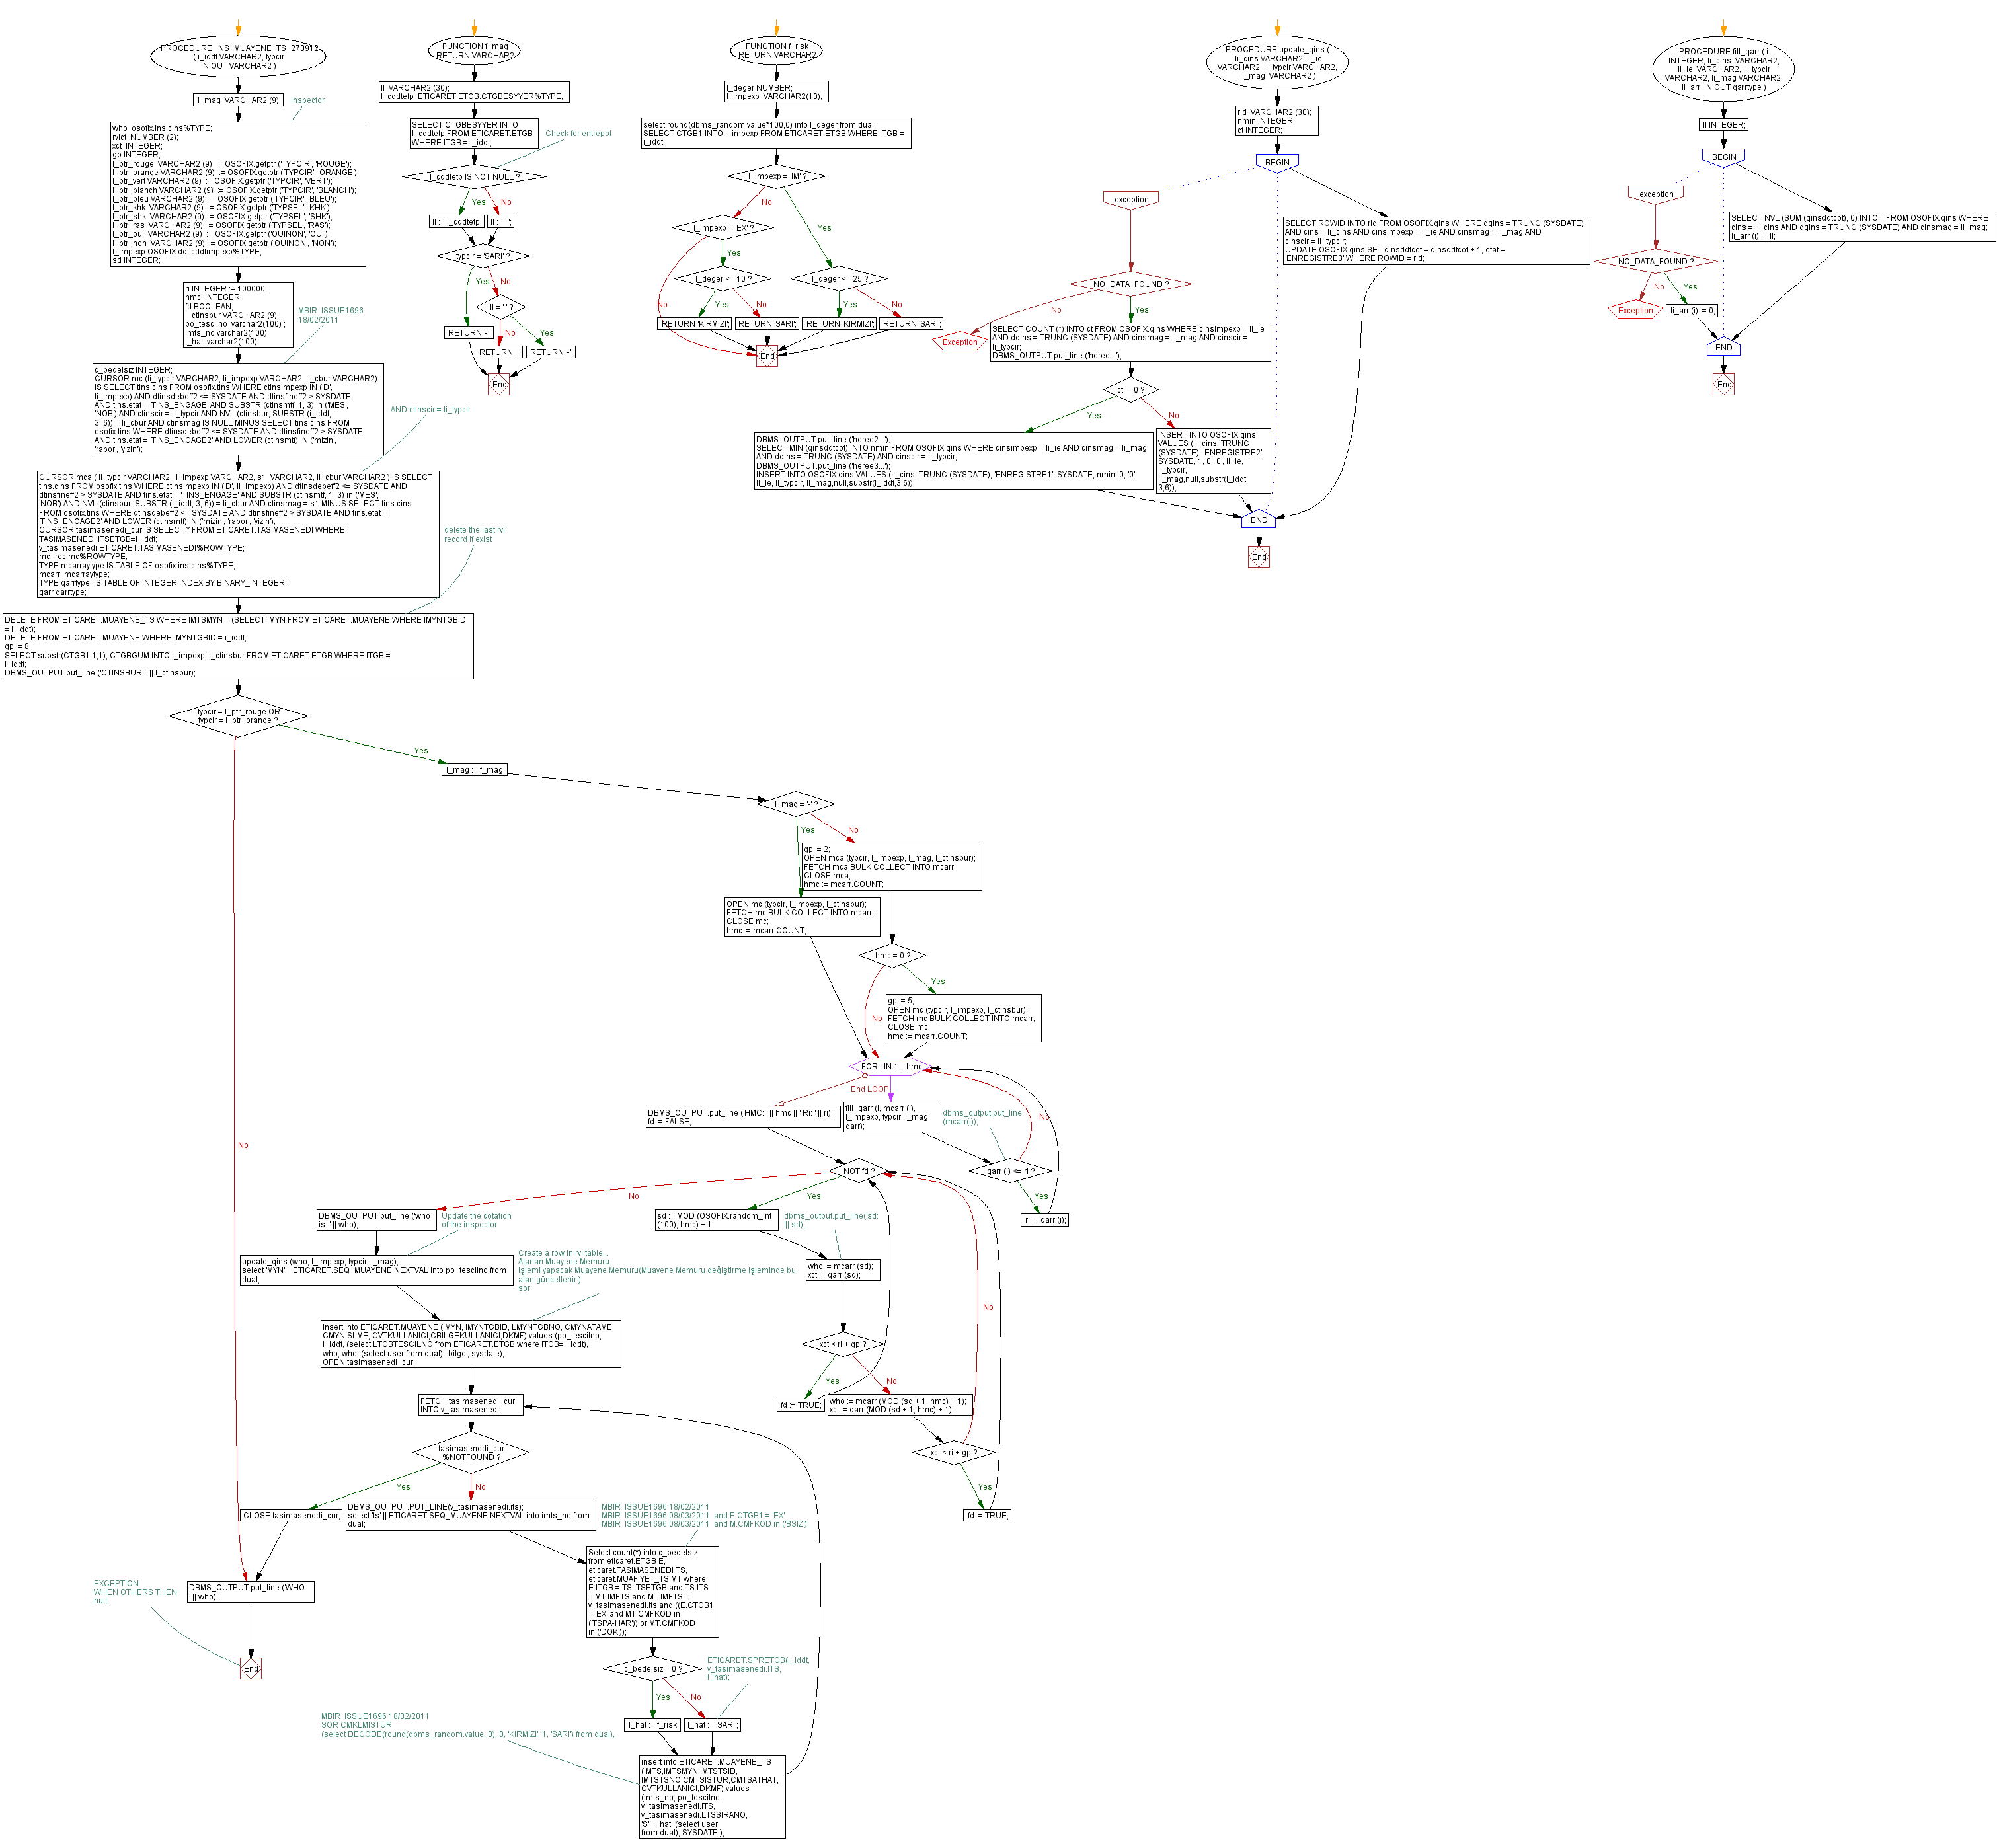 PROCEDURE INS_MUAYENE_TS_270912
( i_iddt VARCHAR2, typcir
IN OUT VARCHAR2 )
l_mag VARCHAR2 (9);
inspector
who osofix.ins.cins%TYPE;
rvict NUMBER (2);
xct INTEGER;
gp INTEGER;
l_ptr_rouge VARCHAR2 (9) := OSOFIX.getptr ('TYPCIR', 'ROUGE');
l_ptr_orange VARCHAR2 (9) := OSOFIX.getptr ('TYPCIR', 'ORANGE');
l_ptr_vert VARCHAR2 (9) := OSOFIX.getptr ('TYPCIR', 'VERT');
l_ptr_blanch VARCHAR2 (9) := OSOFIX.getptr ('TYPCIR', 'BLANCH');
l_ptr_bleu VARCHAR2 (9) := OSOFIX.getptr ('TYPCIR', 'BLEU');
l_ptr_khk VARCHAR2 (9) := OSOFIX.getptr ('TYPSEL', 'KHK');
l_ptr_shk VARCHAR2 (9) := OSOFIX.getptr ('TYPSEL', 'SHK');
l_ptr_ras VARCHAR2 (9) := OSOFIX.getptr ('TYPSEL', 'RAS');
l_ptr_oui VARCHAR2 (9) := OSOFIX.getptr ('OUINON', 'OUI');
l_ptr_non VARCHAR2 (9) := OSOFIX.getptr ('OUINON', 'NON');
l_impexp OSOFIX.ddt.cddtimpexp%TYPE;
sd INTEGER;
ri INTEGER := 100000;
hmc INTEGER;
fd BOOLEAN;
l_ctinsbur VARCHAR2 (9);
po_tescilno varchar2(100) ;
imts_no varchar2(100);
l_hat varchar2(100);
MBIR ISSUE1696
18/02/2011
c_bedelsiz INTEGER;
CURSOR mc (li_typcir VARCHAR2, li_impexp VARCHAR2, li_cbur VARCHAR2)
IS SELECT tins.cins FROM osofix.tins WHERE ctinsimpexp IN ('D',
li_impexp) AND dtinsdebeff2 <= SYSDATE AND dtinsfineff2 > SYSDATE
AND tins.etat = 'TINS_ENGAGE' AND SUBSTR (ctinsmtf, 1, 3) in ('MES',
'NOB') AND ctinscir = li_typcir AND NVL (ctinsbur, SUBSTR (i_iddt,
3, 6)) = li_cbur AND ctinsmag IS NULL MINUS SELECT tins.cins FROM
osofix.tins WHERE dtinsdebeff2 <= SYSDATE AND dtinsfineff2 > SYSDATE
AND tins.etat = 'TINS_ENGAGE2' AND LOWER (ctinsmtf) IN ('mizin',
'rapor', 'yizin');
AND ctinscir = li_typcir
CURSOR mca ( li_typcir VARCHAR2, li_impexp VARCHAR2, s1 VARCHAR2, li_cbur VARCHAR2 ) IS SELECT
tins.cins FROM osofix.tins WHERE ctinsimpexp IN ('D', li_impexp) AND dtinsdebeff2 <= SYSDATE AND
dtinsfineff2 > SYSDATE AND tins.etat = 'TINS_ENGAGE' AND SUBSTR (ctinsmtf, 1, 3) in ('MES',
'NOB') AND NVL (ctinsbur, SUBSTR (i_iddt, 3, 6)) = li_cbur AND ctinsmag = s1 MINUS SELECT tins.cins
FROM osofix.tins WHERE dtinsdebeff2 <= SYSDATE AND dtinsfineff2 > SYSDATE AND tins.etat =
'TINS_ENGAGE2' AND LOWER (ctinsmtf) IN ('mizin', 'rapor', 'yizin');
CURSOR tasimasenedi_cur IS SELECT * FROM ETICARET.TASIMASENEDI WHERE
TASIMASENEDI.ITSETGB=i_iddt;
v_tasimasenedi ETICARET.TASIMASENEDI%ROWTYPE;
mc_rec mc%ROWTYPE;
TYPE mcarraytype IS TABLE OF osofix.ins.cins%TYPE;
mcarr mcarraytype;
TYPE qarrtype IS TABLE OF INTEGER INDEX BY BINARY_INTEGER;
qarr qarrtype;
delete the last rvi
record if exist
DELETE FROM ETICARET.MUAYENE_TS WHERE IMTSMYN = (SELECT IMYN FROM ETICARET.MUAYENE WHERE IMYNTGBID
= i_iddt);
DELETE FROM ETICARET.MUAYENE WHERE IMYNTGBID = i_iddt;
gp := 8;
SELECT substr(CTGB1,1,1), CTGBGUM INTO l_impexp, l_ctinsbur FROM ETICARET.ETGB WHERE ITGB =
i_iddt;
DBMS_OUTPUT.put_line ('CTINSBUR: ' || l_ctinsbur);
typcir = l_ptr_rouge OR
typcir = l_ptr_orange ?
Yes
No
l_mag := f_mag;
l_mag = '-' ?
Yes
No
gp := 2;
OPEN mca (typcir, l_impexp, l_mag, l_ctinsbur);
FETCH mca BULK COLLECT INTO mcarr;
CLOSE mca;
hmc := mcarr.COUNT;
OPEN mc (typcir, l_impexp, l_ctinsbur);
FETCH mc BULK COLLECT INTO mcarr;
CLOSE mc;
hmc := mcarr.COUNT;
hmc = 0 ?
Yes
No
gp := 5;
OPEN mc (typcir, l_impexp, l_ctinsbur);
FETCH mc BULK COLLECT INTO mcarr;
CLOSE mc;
hmc := mcarr.COUNT;
FOR i IN 1 .. hmc
End LOOP
DBMS_OUTPUT.put_line ('HMC: ' || hmc || ' Ri: ' || ri);
fd := FALSE;
fill_qarr (i, mcarr (i),
l_impexp, typcir, l_mag,
qarr);
dbms_output.put_line
(mcarr(i));
qarr (i) <= ri ?
No
Yes
ri := qarr (i);
NOT fd ?
No
Yes
DBMS_OUTPUT.put_line ('who
is: ' || who);
Update the cotation
of the inspector
sd := MOD (OSOFIX.random_int
(100), hmc) + 1;
dbms_output.put_line('sd:
'|| sd);
who := mcarr (sd);
xct := qarr (sd);
update_qins (who, l_impexp, typcir, l_mag);
select 'MYN' || ETICARET.SEQ_MUAYENE.NEXTVAL into po_tescilno from
dual;
Create a row in rvi table...
Atanan Muayene Memuru
İşlemi yapacak Muayene Memuru(Muayene Memuru değiştirme işleminde bu
alan güncellenir.)
sor
insert into ETICARET.MUAYENE (IMYN, IMYNTGBID, LMYNTGBNO, CMYNATAME,
CMYNISLME, CVTKULLANICI,CBILGEKULLANICI,DKMF) values (po_tescilno,
i_iddt, (select LTGBTESCILNO from ETICARET.ETGB where ITGB=i_iddt),
who, who, (select user from dual), 'bilge', sysdate);
OPEN tasimasenedi_cur;
xct < ri + gp ?
Yes
No
fd := TRUE;
who := mcarr (MOD (sd + 1, hmc) + 1);
xct := qarr (MOD (sd + 1, hmc) + 1);
xct < ri + gp ?
No
Yes
fd := TRUE;
FETCH tasimasenedi_cur
INTO v_tasimasenedi;
tasimasenedi_cur
%NOTFOUND ?
Yes
No
CLOSE tasimasenedi_cur;
DBMS_OUTPUT.PUT_LINE(v_tasimasenedi.its);
select 'ts' || ETICARET.SEQ_MUAYENE.NEXTVAL into imts_no from
dual;
MBIR ISSUE1696 18/02/2011
MBIR ISSUE1696 08/03/2011 and E.CTGB1 = 'EX'
MBIR ISSUE1696 08/03/2011 and M.CMFKOD in ('BSİZ');
Select count(*) into c_bedelsiz
from eticaret.ETGB E,
eticaret.TASIMASENEDI TS,
eticaret.MUAFIYET_TS MT where
E.ITGB = TS.ITSETGB and TS.ITS
= MT.IMFTS and MT.IMFTS =
v_tasimasenedi.its and ((E.CTGB1
= 'EX' and MT.CMFKOD in
('TSPA-HAR')) or MT.CMFKOD
in ('DOK'));
EXCEPTION
WHEN OTHERS THEN
null;
DBMS_OUTPUT.put_line ('WHO:
' || who);
End
c_bedelsiz = 0 ?
Yes
No
ETICARET.SPRETGB(i_iddt,
v_tasimasenedi.ITS,
l_hat);
l_hat := f_risk;
l_hat := 'SARI';
MBIR ISSUE1696 18/02/2011
SOR CMKLMISTUR
(select DECODE(round(dbms_random.value, 0), 0, 'KIRMIZI', 1, 'SARI') from dual),
insert into ETICARET.MUAYENE_TS
(IMTS,IMTSMYN,IMTSTSID,
IMTSTSNO,CMTSISTUR,CMTSATHAT,
CVTKULLANICI,DKMF) values
(imts_no, po_tescilno,
v_tasimasenedi.ITS,
v_tasimasenedi.LTSSIRANO,
'S', l_hat, (select user
from dual), SYSDATE );
FUNCTION f_mag
RETURN VARCHAR2
ll VARCHAR2 (30);
l_cddtetp ETICARET.ETGB.CTGBESYYER%TYPE;
SELECT CTGBESYYER INTO
l_cddtetp FROM ETICARET.ETGB
WHERE ITGB = i_iddt;
Check for entrepot
l_cddtetp IS NOT NULL ?
Yes
No
ll := l_cddtetp;
ll := ' ';
typcir = 'SARI' ?
Yes
No
ll = ' ' ?
RETURN '-';
No
Yes
RETURN ll;
RETURN '-';
End
FUNCTION f_risk
RETURN VARCHAR2
l_deger NUMBER;
l_impexp VARCHAR2(10);
select round(dbms_random.value*100,0) into l_deger from dual;
SELECT CTGB1 INTO l_impexp FROM ETICARET.ETGB WHERE ITGB =
i_iddt;
l_impexp = 'IM' ?
No
Yes
l_impexp = 'EX' ?
Yes
No
l_deger <= 10 ?
l_deger <= 25 ?
Yes
No
Yes
No
RETURN 'KIRMIZI';
RETURN 'SARI';
RETURN 'KIRMIZI';
RETURN 'SARI';
End
PROCEDURE update_qins (
li_cins VARCHAR2, li_ie
VARCHAR2, li_typcir VARCHAR2,
li_mag VARCHAR2 )
rid VARCHAR2 (30);
nmin INTEGER;
ct INTEGER;
BEGIN
exception
SELECT ROWID INTO rid FROM OSOFIX.qins WHERE dqins = TRUNC (SYSDATE)
AND cins = li_cins AND cinsimpexp = li_ie AND cinsmag = li_mag AND
cinscir = li_typcir;
UPDATE OSOFIX.qins SET qinsddtcot = qinsddtcot + 1, etat =
'ENREGISTRE3' WHERE ROWID = rid;
NO_DATA_FOUND ?
No
Yes
Exception
SELECT COUNT (*) INTO ct FROM OSOFIX.qins WHERE cinsimpexp = li_ie
AND dqins = TRUNC (SYSDATE) AND cinsmag = li_mag AND cinscir =
li_typcir;
DBMS_OUTPUT.put_line ('heree...');
ct != 0 ?
Yes
No
DBMS_OUTPUT.put_line ('heree2...');
SELECT MIN (qinsddtcot) INTO nmin FROM OSOFIX.qins WHERE cinsimpexp = li_ie AND cinsmag = li_mag
AND dqins = TRUNC (SYSDATE) AND cinscir = li_typcir;
DBMS_OUTPUT.put_line ('heree3...');
INSERT INTO OSOFIX.qins VALUES (li_cins, TRUNC (SYSDATE), 'ENREGISTRE1', SYSDATE, nmin, 0, '0',
li_ie, li_typcir, li_mag,null,substr(i_iddt,3,6));
INSERT INTO OSOFIX.qins
VALUES (li_cins, TRUNC
(SYSDATE), 'ENREGISTRE2',
SYSDATE, 1, 0, '0', li_ie,
li_typcir,
li_mag,null,substr(i_iddt,
3,6));
END
End
PROCEDURE fill_qarr ( i
INTEGER, li_cins VARCHAR2,
li_ie VARCHAR2, li_typcir
VARCHAR2, li_mag VARCHAR2,
li_arr IN OUT qarrtype )
ll INTEGER;
BEGIN
exception
SELECT NVL (SUM (qinsddtcot), 0) INTO ll FROM OSOFIX.qins WHERE
cins = li_cins AND dqins = TRUNC (SYSDATE) AND cinsmag = li_mag;
li_arr (i) := ll;
NO_DATA_FOUND ?
No
Yes
Exception
li_arr (i) := 0;
END
End